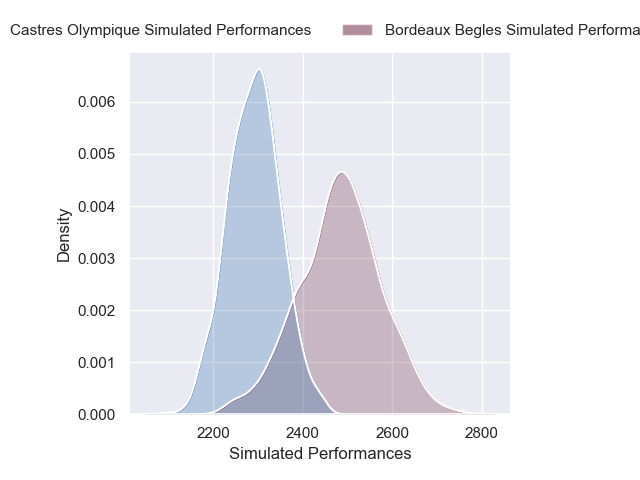 Castres Olympique Simulated Performances
Bordeaux Begles Simulated Performa
0.006
0.005
0.004
0.003
0.002
0.001
0.000
Density
2200 2400 2600 2800
Simulated Performances